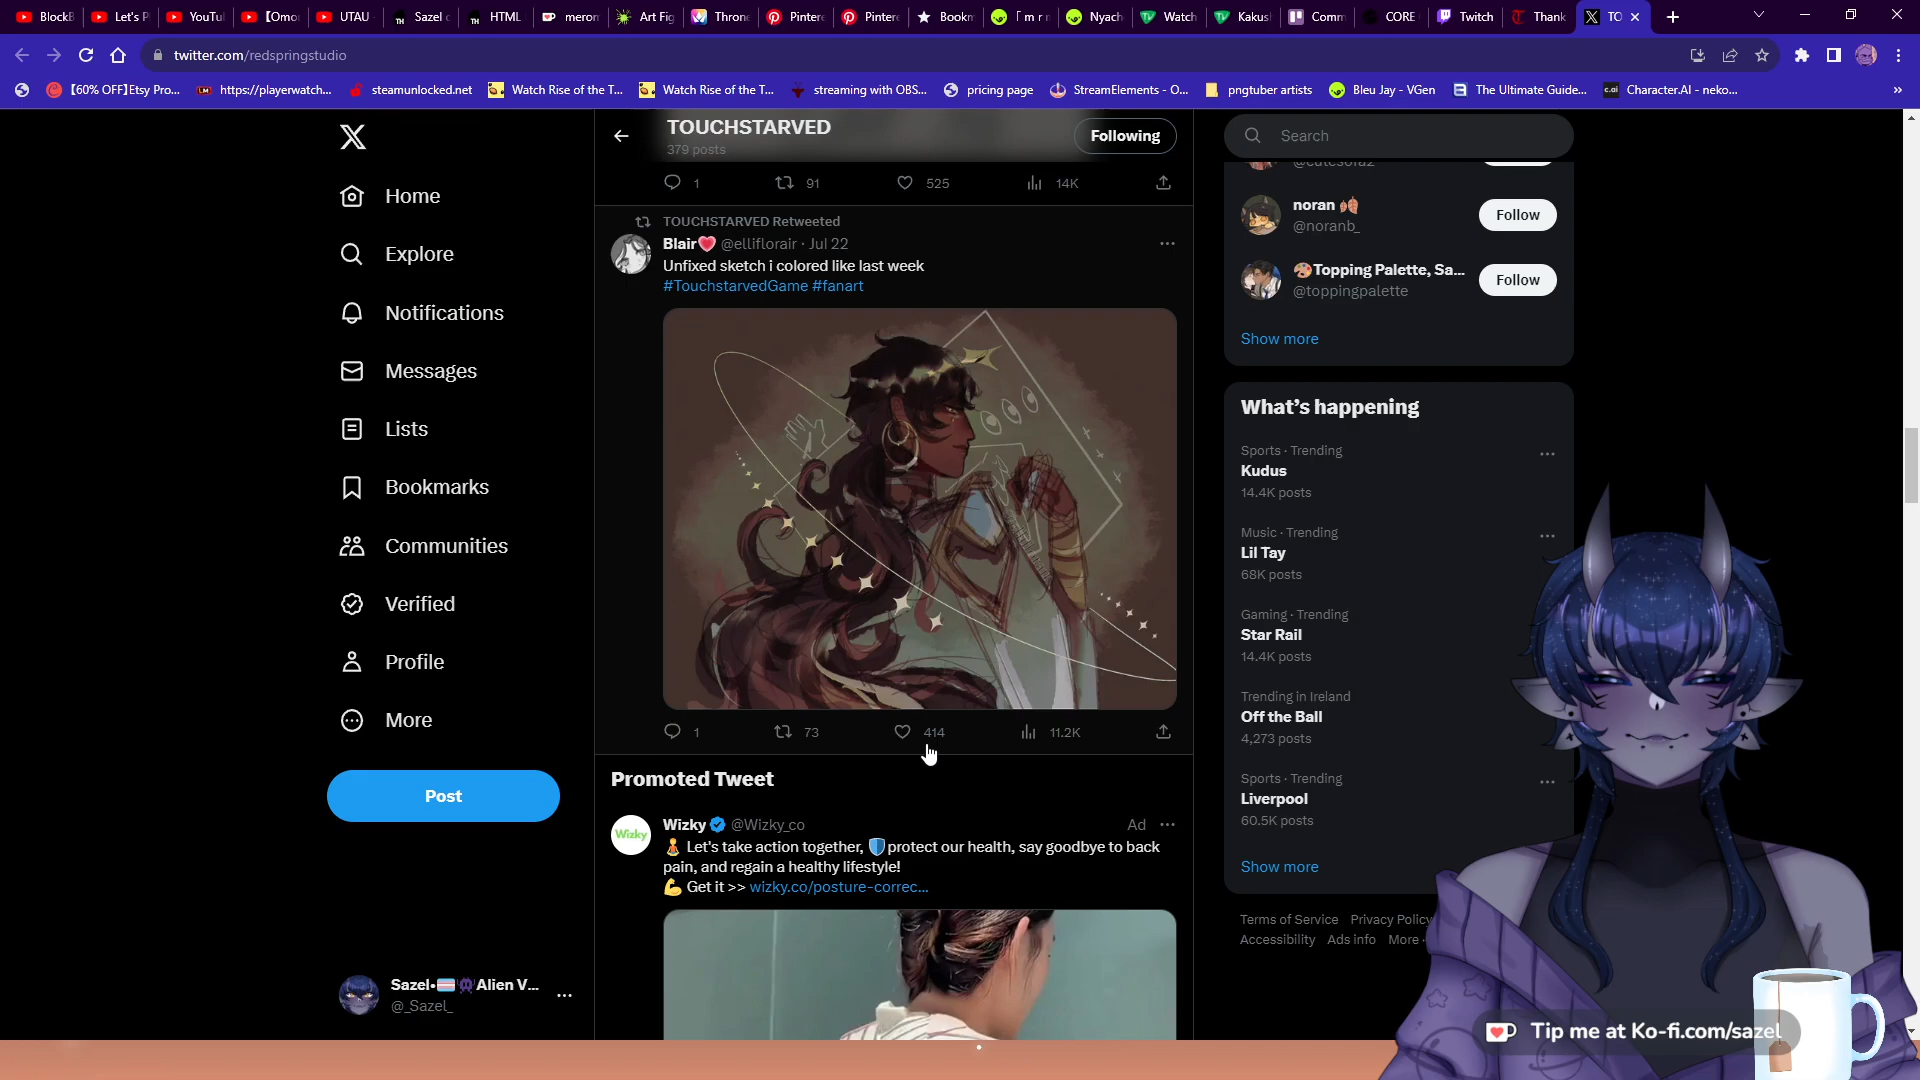 BlockB
Let's P
YouTu
【Omo
UTAU
Sazel c
HTML
merom
Art Fig
Thron
Pinter
Pinter
Bookm
「m r n
Nyach
Watch
Kakus
Comm
CORE
Twitch
Thank
TO
twitter.com/redspringstudio
【60% OFF】Etsy Pro...
https://playerwatch...
steamunlocked.net
Watch Rise of the T...
Watch Rise of the T...
streaming with OBS...
pricing page
StreamElements - O...
pngtuber artists
Bleu Jay - VGen
The Ultimate Guide...
Character.AI - neko...
Home
Explore
Notifications
Messages
Lists
Bookmarks
Communities
Verified
Profile
More
Post
Sazel•🏳️‍⚧️👾Alien V...
@_Sazel_
TOUCHSTARVED
379 posts
Following
1 91 525 14K
TOUCHSTARVED Retweeted
Blair💗 @elliflorair · Jul 22
Unfixed sketch i colored like last week
#TouchstarvedGame #fanart
1 73 414 11.2K
Promoted Tweet
Wizky @Wizky_co
Ad
🧘 Let's take action together, 🛡️protect our health, say goodbye to back
pain, and regain a healthy lifestyle!
💪 Get it >> wizky.co/posture-correc...
Wizky
Search
noran 🍂
@noranb_
Follow
🎨Topping Palette, Sa...
@toppingpalette
Follow
Show more
What's happening
Sports · Trending
Kudus
14.4K posts
Music · Trending
Lil Tay
68K posts
Gaming · Trending
Star Rail
14.4K posts
Trending in Ireland
Off the Ball
4,273 posts
Sports · Trending
Liverpool
60.5K posts
Show more
Terms of Service Privacy Policy
Accessibility Ads info More
Tip me at Ko-fi.com/sazel